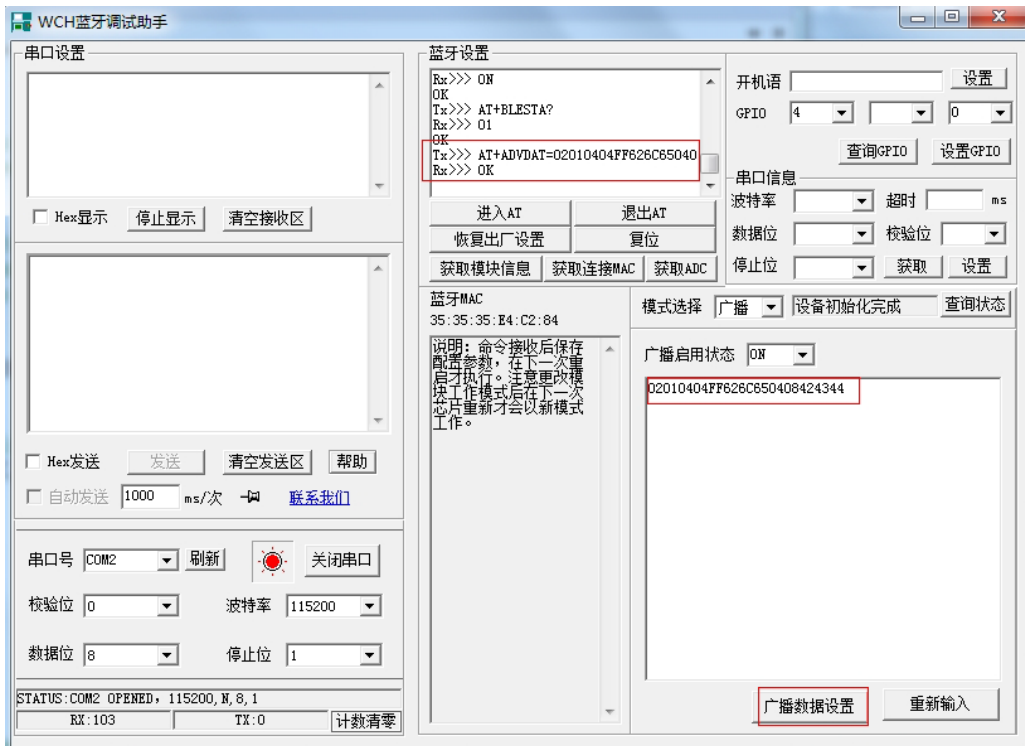 WCH蓝牙调试助手
串口设置
Hex显示
停止显示
清空接收区
Hex发送
发送
清空发送区
帮助
自动发送
1000
ms/次
联系我们
串口号
COM2
刷新
关闭串口
校验位
0
波特率
115200
数据位
8
停止位
1
STATUS:COM2 OPENED，115200,N,8,1
RX:103
TX:0
计数清零
蓝牙设置
Rx>>> ON
OK
Tx>>> AT+BLESTA?
Rx>>> 01
OK
Tx>>> AT+ADVDAT=02010404FF626C65040
Rx>>> OK
进入AT
退出AT
恢复出厂设置
复位
获取模块信息
获取连接MAC
获取ADC
蓝牙MAC
35:35:35:E4:C2:84
说明：命令接收后保存
配置参数，在下一次重
启才执行。注意更改模
块工作模式后在下一次
芯片重新才会以新模式
工作。
开机语
设置
GPIO
4
0
查询GPIO
设置GPIO
串口信息
波特率
超时
ms
数据位
校验位
停止位
获取
设置
模式选择
广播
设备初始化完成
查询状态
广播启用状态
ON
02010404FF626C650408424344
广播数据设置
重新输入